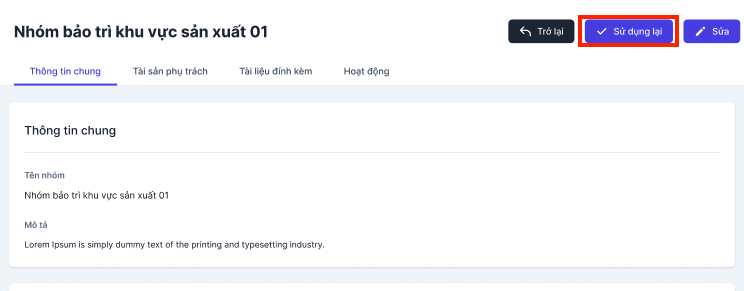 Nhóm bảo trì khu vực sản xuất 01
Trở lại
Sử dụng lại
Sửa
Thông tin chung
Tài sản phụ trách
Tài liệu đính kèm
Hoạt động
Thông tin chung
Tên nhóm
Nhóm bảo trì khu vực sản xuất 01
Mô tả
Lorem Ipsum is simply dummy text of the printing and typesetting industry.